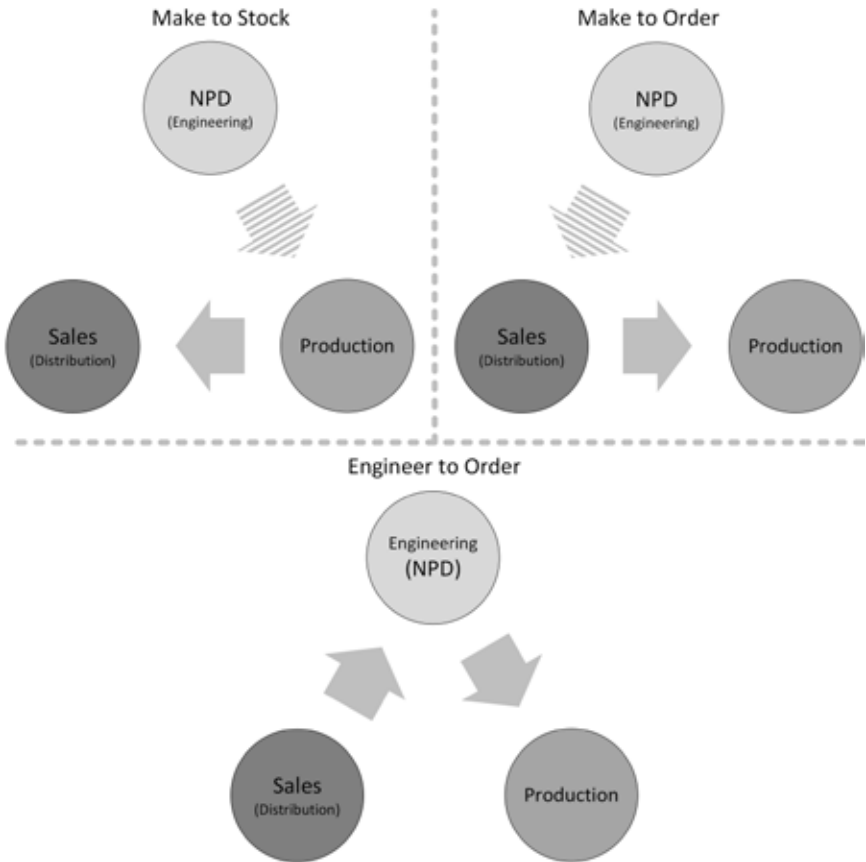 Make to Stock
NPD
(Engineering)
Sales
(Distribution)
Production
Make to Order
NPD
(Engineering)
Sales
(Distribution)
Production
Engineer to Order
Engineering
(NPD)
Sales
(Distribution)
Production